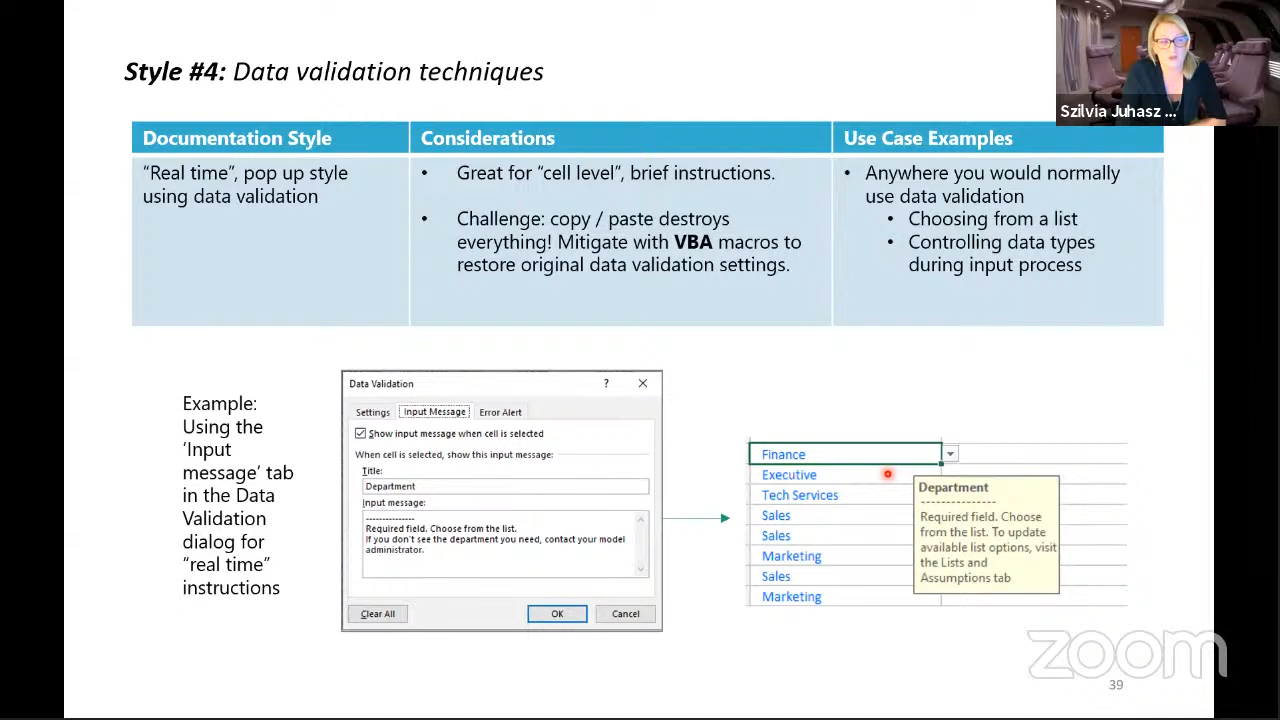 Style #4: Data validation techniques
Szilvia Juhasz ...
Documentation Style
Considerations
Use Case Examples
“Real time”, pop up style
using data validation
• Great for “cell level”, brief instructions.
• Challenge: copy / paste destroys
everything! Mitigate with VBA macros to
restore original data validation settings.
• Anywhere you would normally
use data validation
• Choosing from a list
• Controlling data types
during input process
Example:
Using the
‘Input
message’ tab
in the Data
Validation
dialog for
“real time”
instructions
Data Validation
?
Settings
Input Message
Error Alert
Show input message when cell is selected
When cell is selected, show this input message:
Title:
Department
Input message:
---------------
Required field. Choose from the list.
If you don't see the department you need, contact your model
administrator.
Clear All
OK
Cancel
Finance
Executive
Tech Services
Sales
Sales
Marketing
Sales
Marketing
Department
---------------
Required field. Choose
from the list. To update
available list options, visit
the Lists and
Assumptions tab
zoom
39